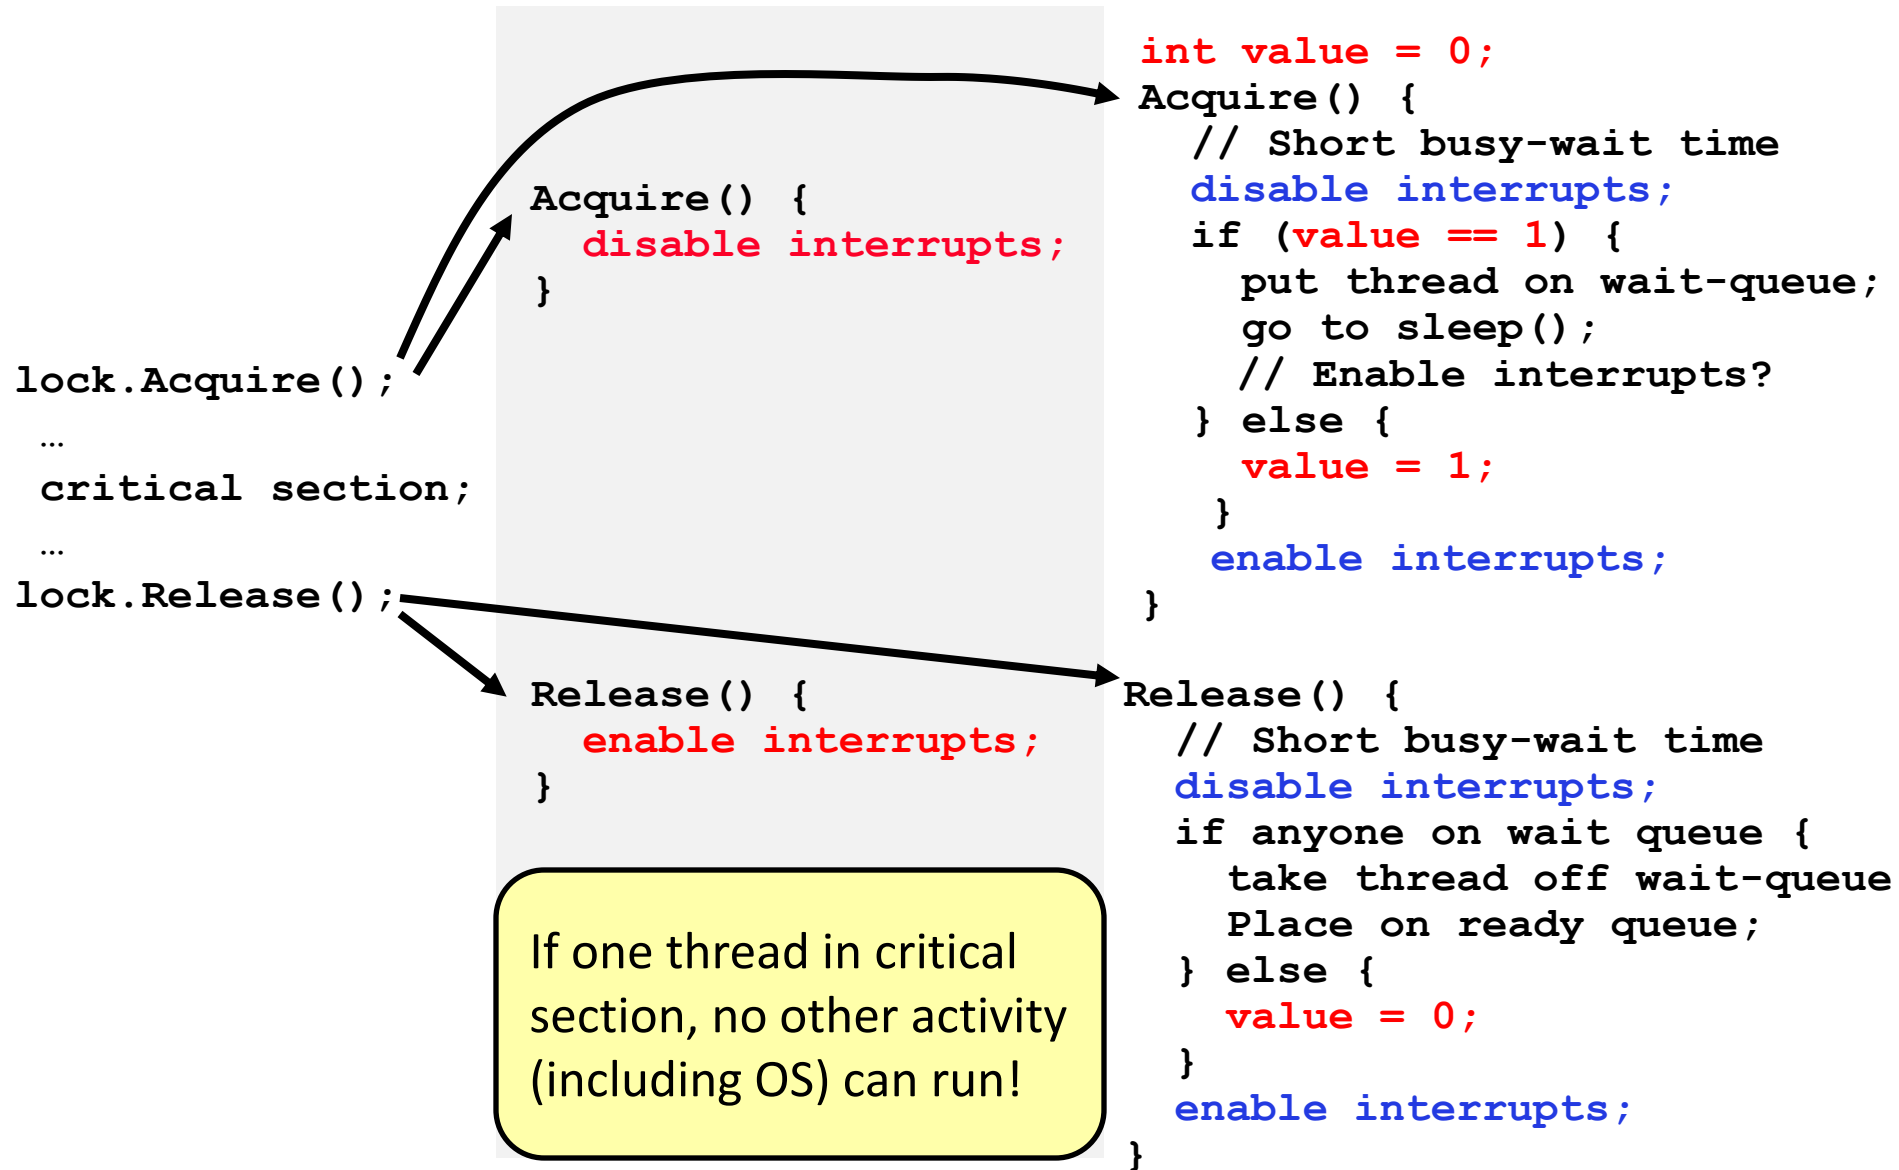 lock.Acquire();
…
critical section;
…
lock.Release();
Acquire() {
disable interrupts;
}
Release() {
enable interrupts;
}
If one thread in critical
section, no other activity
(including OS) can run!
int value = 0;
Acquire() {
// Short busy-wait time
disable interrupts;
if (value == 1) {
put thread on wait-queue;
go to sleep();
// Enable interrupts?
} else {
value = 1;
}
enable interrupts;
}
Release() {
// Short busy-wait time
disable interrupts;
if anyone on wait queue {
take thread off wait-queue
Place on ready queue;
} else {
value = 0;
}
enable interrupts;
}